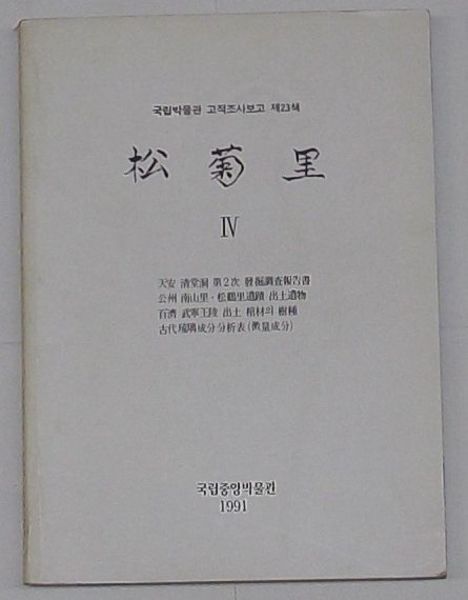 국립박물관 고적조사보고 제23책
松菊里
IV
天安 淸堂洞 第2次 發掘調査報告書
公州 南山里·松鶴里遺蹟 出土遺物
百濟 武寧王陵 出土 棺材의 樹種
古代琉璃成分分析表(微量成分)
국립중앙박물관
1991